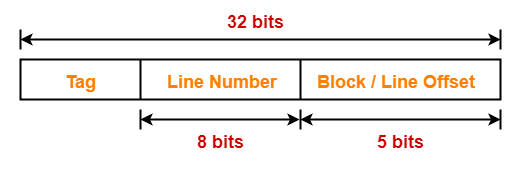 32 bits
Tag Line Number Block / Line Offset
8 bits 5 bits